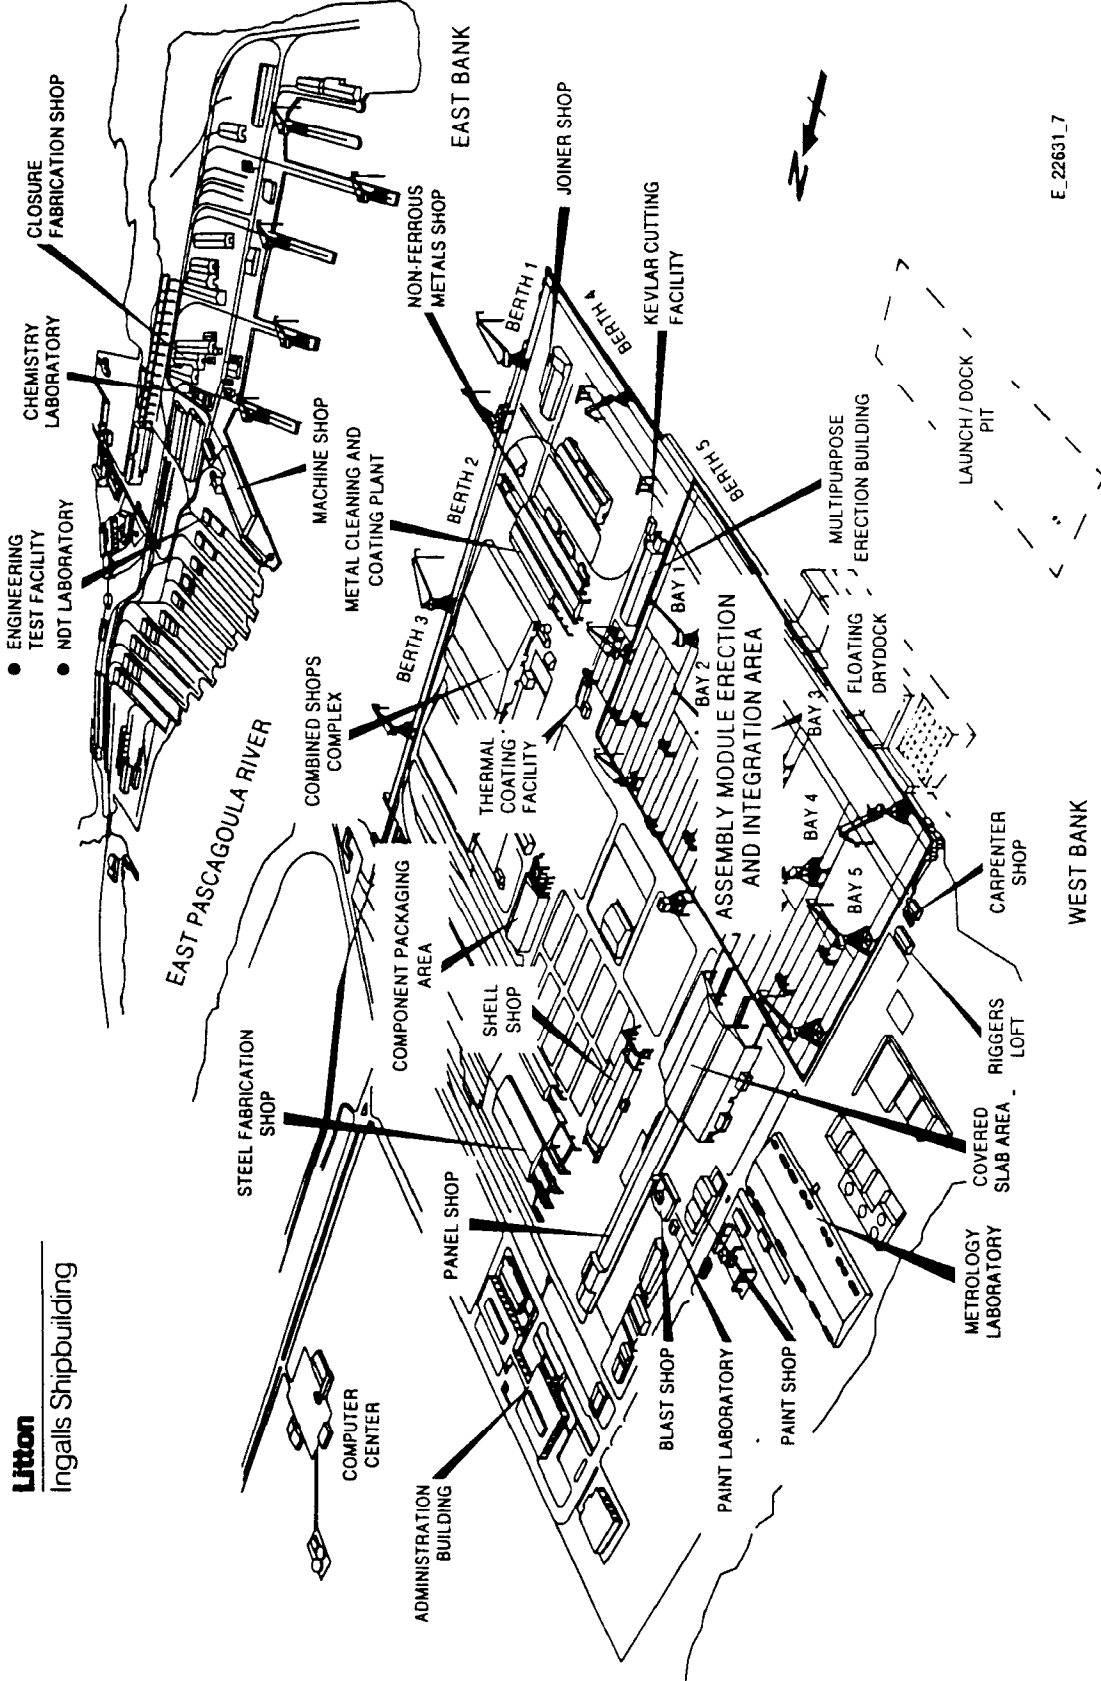 Litton
Ingalls Shipbuilding
● ENGINEERING
TEST FACILITY
● NDT LABORATORY
CHEMISTRY
LABORATORY
CLOSURE
FABRICATION SHOP
MACHINE SHOP
EAST BANK
EAST PASCAGOULA RIVER
METAL CLEANING AND
COATING PLANT
NON-FERROUS
METALS SHOP
JOINER SHOP
COMBINED SHOPS
COMPLEX
BERTH 3
BERTH 2
BERTH 1
BERTH 4
BERTH 5
KEVLAR CUTTING
FACILITY
STEEL FABRICATION
SHOP
COMPONENT PACKAGING
AREA
THERMAL
COATING
FACILITY
SHELL
SHOP
PANEL SHOP
COMPUTER
CENTER
ADMINISTRATION
BUILDING
ASSEMBLY MODULE ERECTION
AND INTEGRATION AREA
BAY 1
BAY 2
BAY 3
BAY 4
BAY 5
MULTIPURPOSE
ERECTION BUILDING
FLOATING
DRYDOCK
LAUNCH / DOCK
PIT
BLAST SHOP
PAINT LABORATORY
PAINT SHOP
METROLOGY
LABORATORY
COVERED
SLAB AREA
RIGGERS
LOFT
CARPENTER
SHOP
WEST BANK
N
E_22631_7